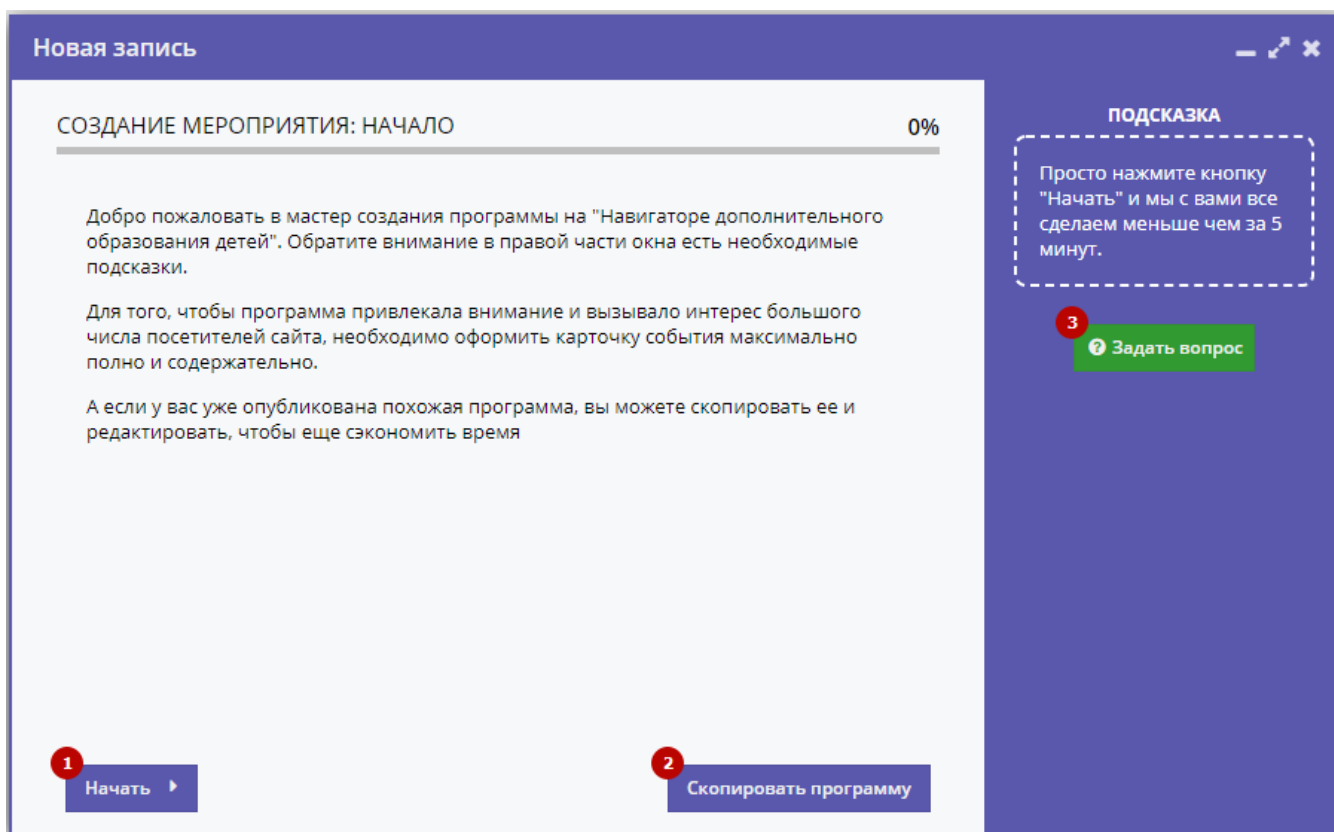 Новая запись
СОЗДАНИЕ МЕРОПРИЯТИЯ: НАЧАЛО 0%
Добро пожаловать в мастер создания программы на "Навигаторе дополнительного
образования детей". Обратите внимание в правой части окна есть необходимые
подсказки.
Для того, чтобы программа привлекала внимание и вызывало интерес большого
числа посетителей сайта, необходимо оформить карточку события максимально
полно и содержательно.
А если у вас уже опубликована похожая программа, вы можете скопировать ее и
редактировать, чтобы еще сэкономить время
1
Начать
2
Скопировать программу
ПОДСКАЗКА
Просто нажмите кнопку
"Начать" и мы с вами все
сделаем меньше чем за 5
минут.
3
? Задать вопрос